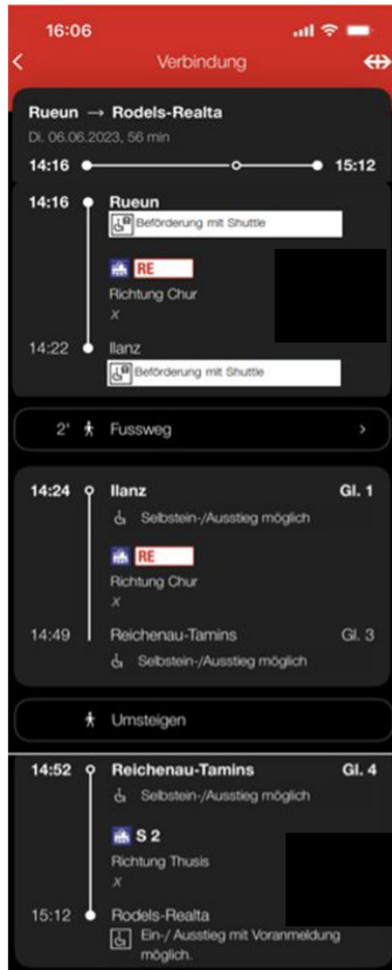 16:06
Verbindung
Rueun → Rodels-Realta
Di. 06.06.2023, 56 min
14:16 15:12
14:16 Rueun
Beförderung mit Shuttle
RE
Richtung Chur
X
14:22 Ilanz
Beförderung mit Shuttle
2' Fussweg >
14:24 Ilanz Gl. 1
Selbstein-/Ausstieg möglich
RE
Richtung Chur
X
14:49 Reichenau-Tamins Gl. 3
Selbstein-/Ausstieg möglich
Umsteigen
14:52 Reichenau-Tamins Gl. 4
Selbstein-/Ausstieg möglich
S 2
Richtung Thusis
X
15:12 Rodels-Realta
Ein-/ Ausstieg mit Voranmeldung
möglich.